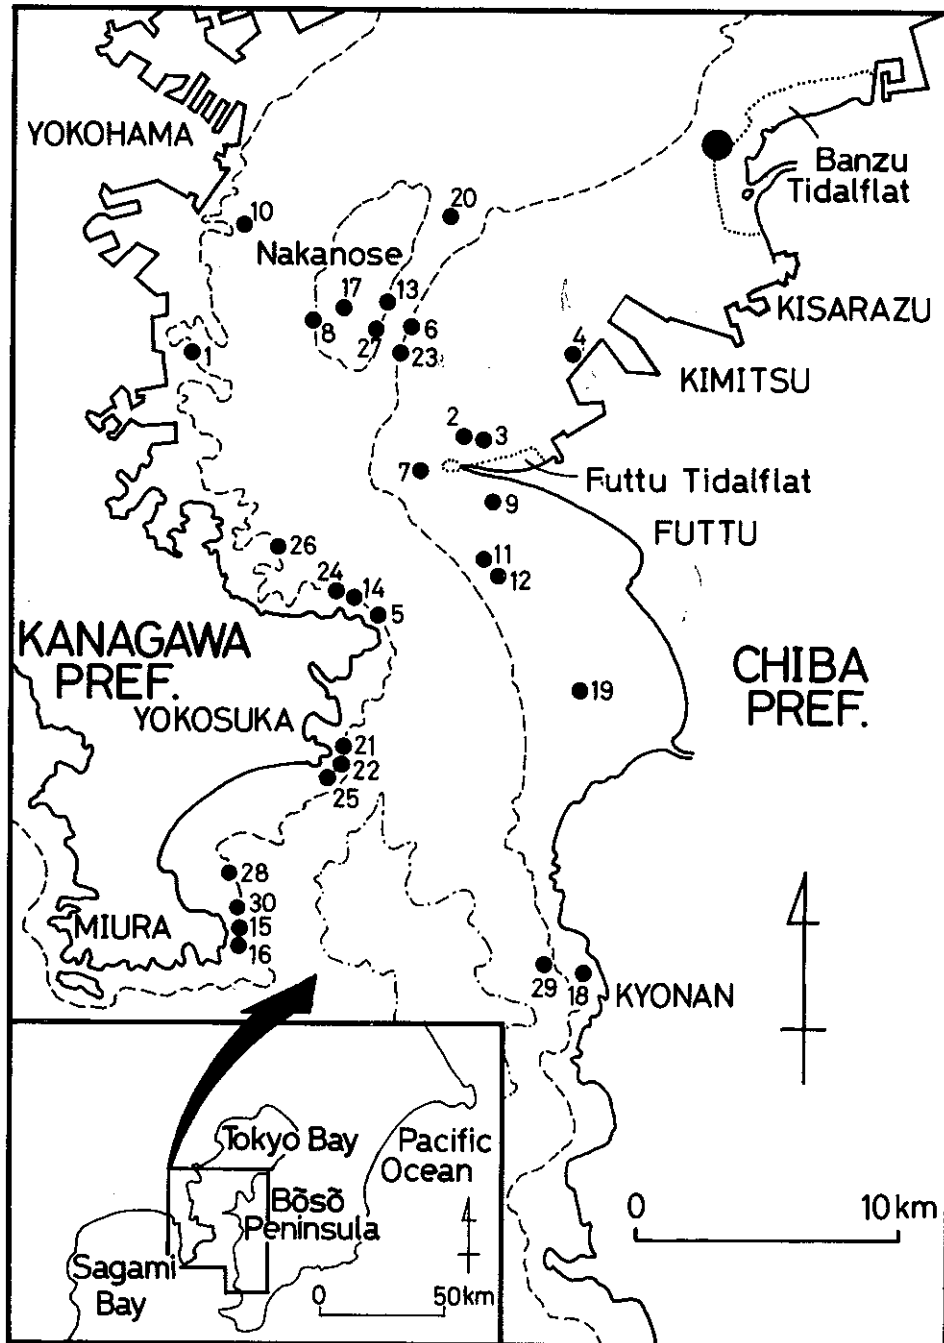 YOKOHAMA
Banzu
Tidalflat
20
10
Nakanose
17
13
8
27
6
KISARAZU
1
23
4
KIMITSU
2
3
7
Futtu Tidalflat
9
FUTTU
26
11
12
24
14
5
KANAGAWA
PREF.
CHIBA
PREF.
19
YOKOSUKA
21
22
25
28
30
MIURA
15
16
29
18
KYONAN
Tokyo Bay
Pacific
Ocean
Bõsõ
Peninsula
Sagami
Bay
0
50km
0
10km